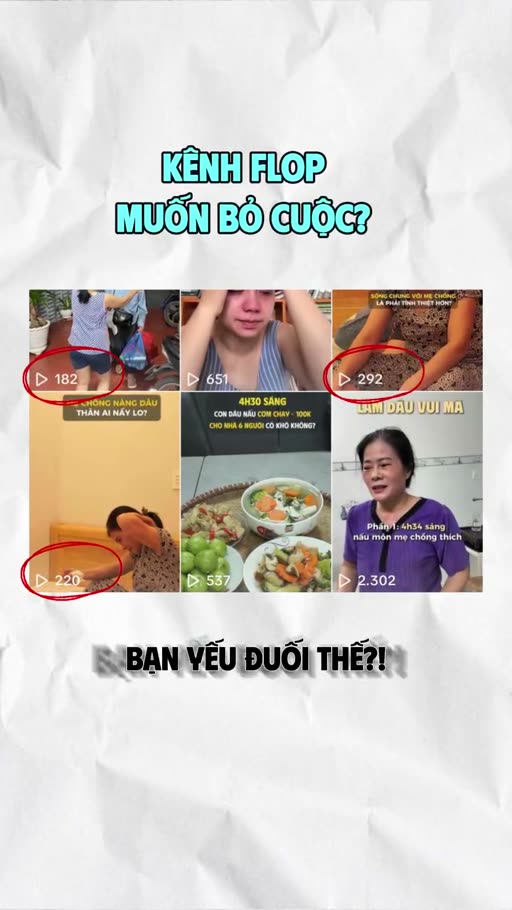 KÊNH FLOP
MUỐN BỎ CUỘC?
182
651
SỐNG CHUNG VỚI MẸ CHỒNG
LÀ PHẢI TÍNH THIỆT HƠN?
292
CHỒNG NÀNG DÂU
THÂN AI NẤY LO?
220
4H30 SÁNG
CON DÂU NẤU CƠM CHAY - 100K
CHO NHÀ 6 NGƯỜI CÓ KHÓ KHÔNG?
537
LÀM DÂU VUI MÀ
Phần 1: 4h34 sáng
nấu món mẹ chồng thích
2.302
BẠN YẾU ĐUỐI THẾ?!